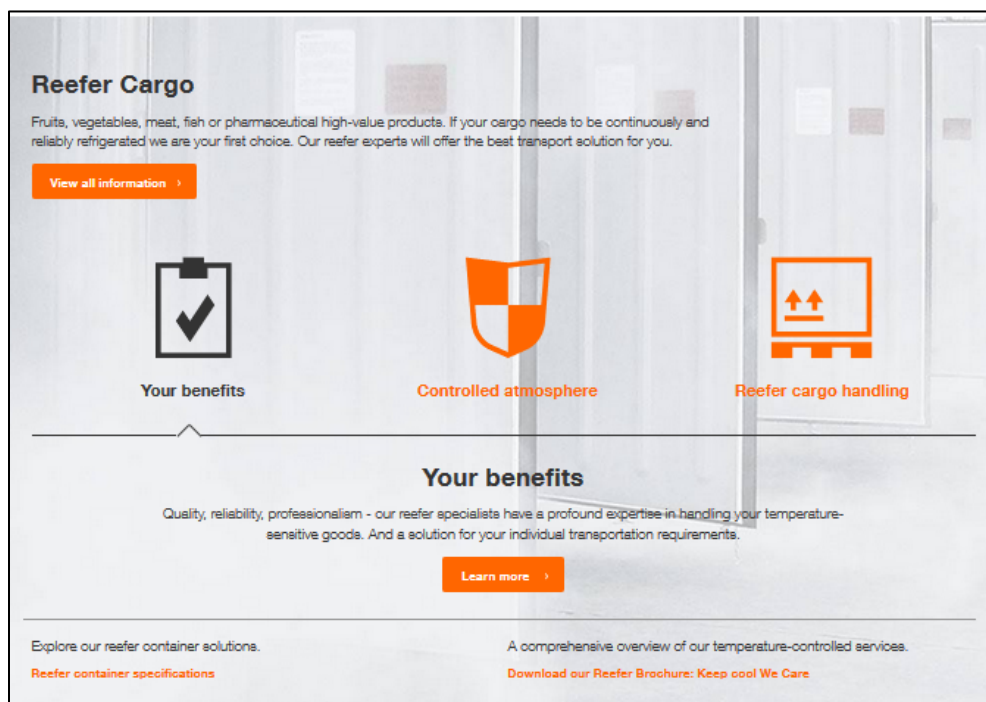 Reefer Cargo
Fruits, vegetables, meat, fish or pharmaceutical high-value products. If your cargo needs to be continuously and
reliably refrigerated we are your first choice. Our reefer experts will offer the best transport solution for you.
View all information ›
Your benefits
Controlled atmosphere
Reefer cargo handling
Your benefits
Quality, reliability, professionalism - our reefer specialists have a profound expertise in handling your temperature-
sensitive goods. And a solution for your individual transportation requirements.
Learn more ›
Explore our reefer container solutions.
Reefer container specifications
A comprehensive overview of our temperature-controlled services.
Download our Reefer Brochure: Keep cool We Care